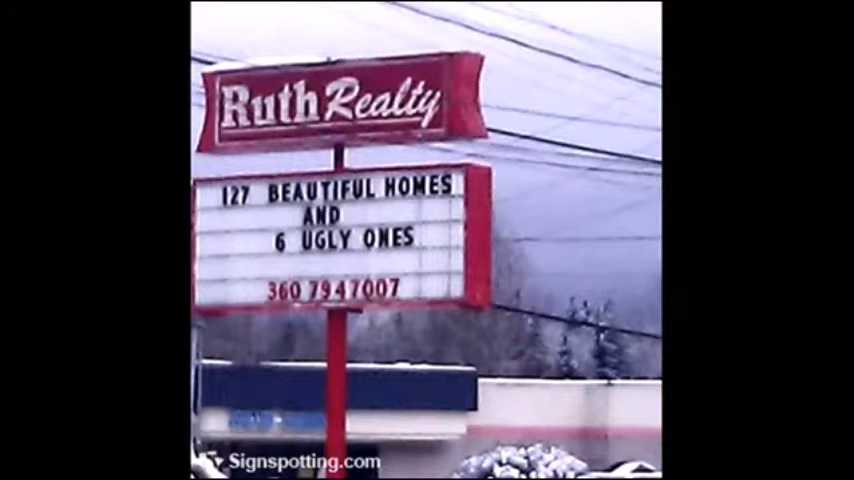 Ruth Realty
127 BEAUTIFUL HOMES
AND
6 UGLY ONES
360 7947007
Signspotting.com